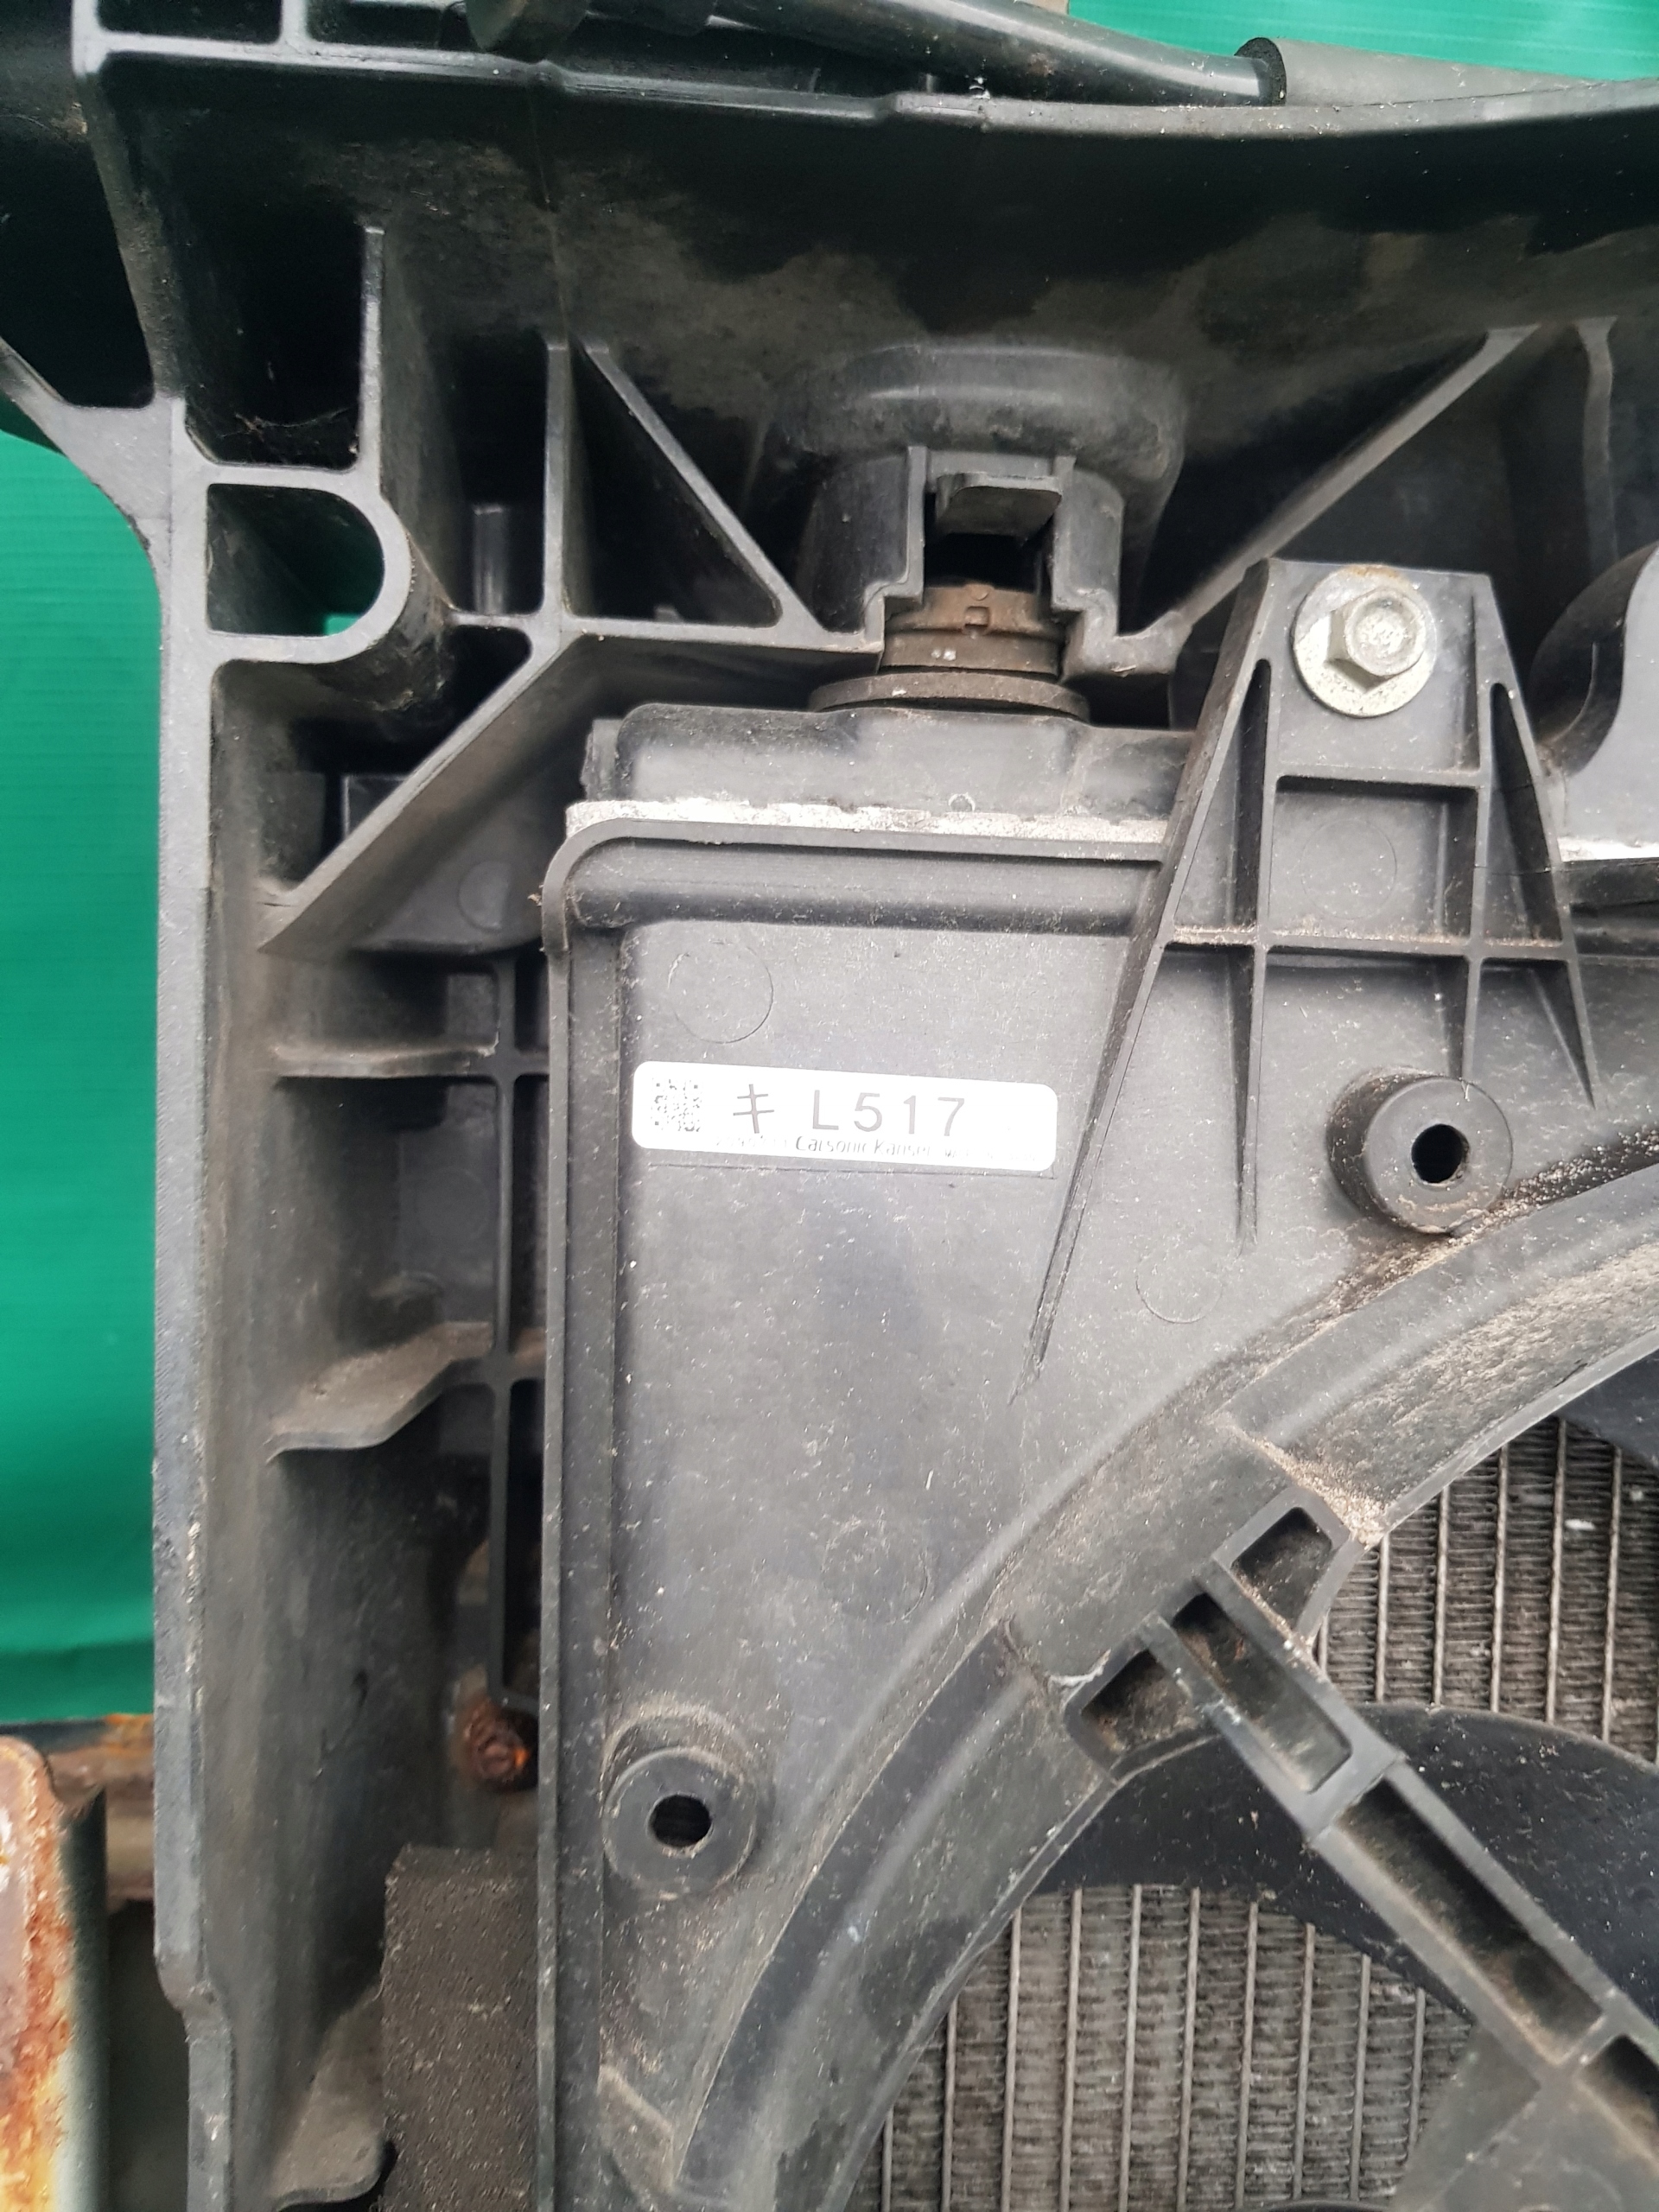 キ L517
Calsonic Kansei